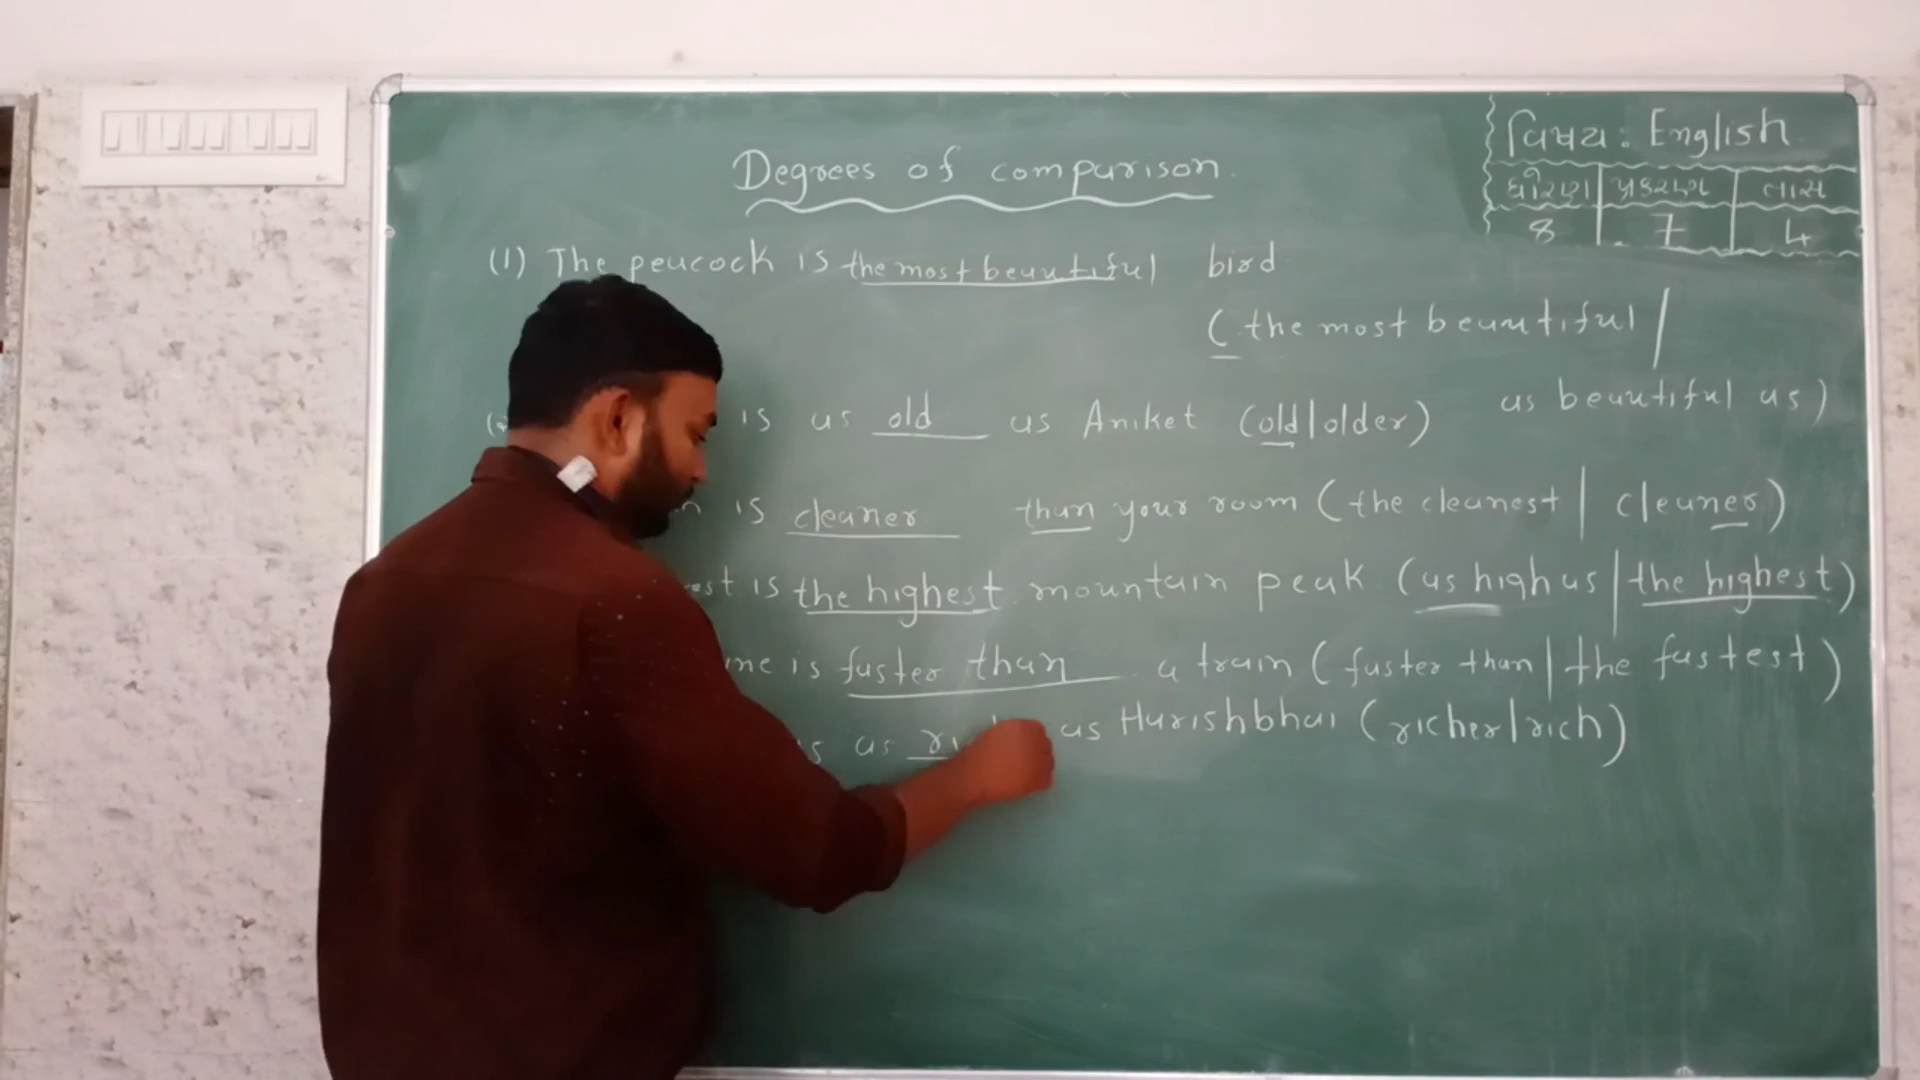 વિષય: English
ધોરણ પ્રકરણ તાસ
8 7 4
Degrees of comparison.
(1) The peacock is the most beautiful bird
(the most beautiful /
as beautiful as)
is as old as Aniket (old/older)
is cleaner than your room (the cleanest / cleaner)
is the highest mountain peak (as high as / the highest)
is faster than a train (faster than / the fastest)
as as Harishbhai (richer/rich)